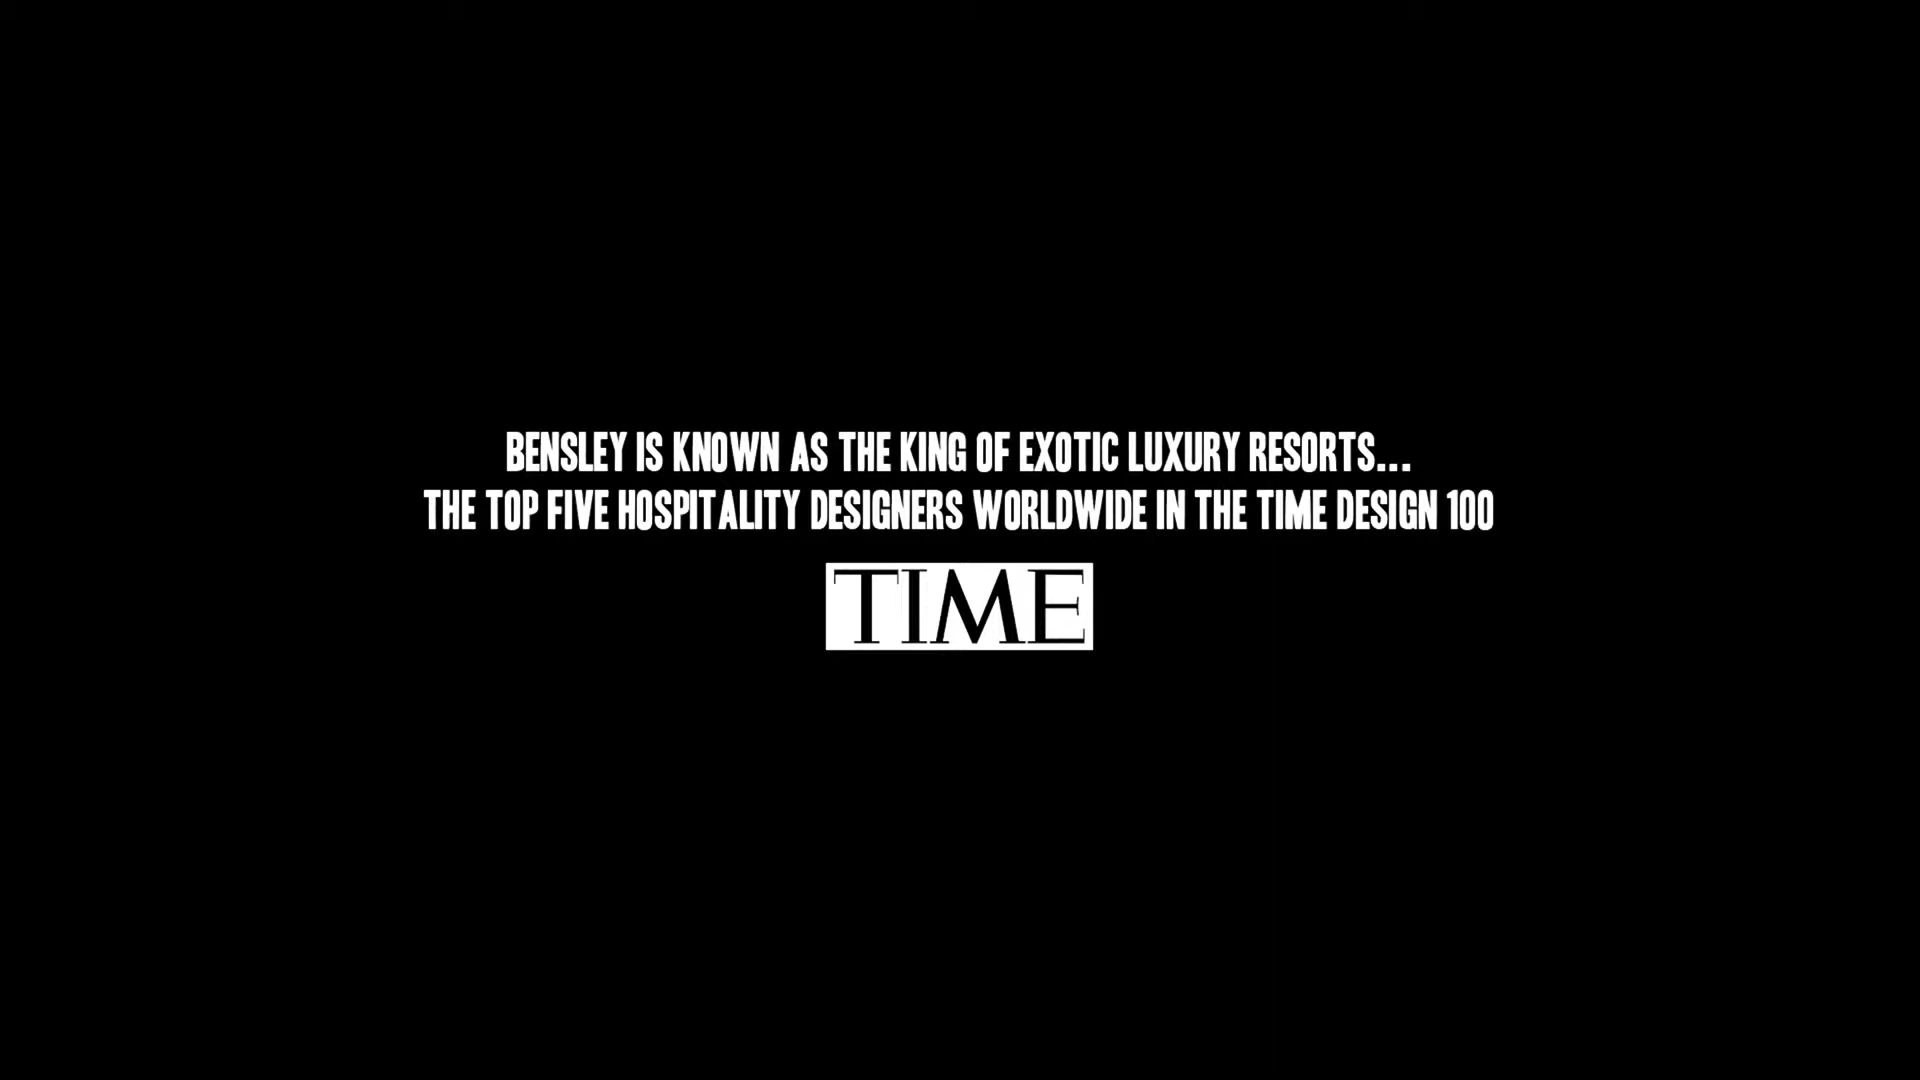 BENSLEY IS KNOWN AS THE KING OF EXOTIC LUXURY RESORTS...
THE TOP FIVE HOSPITALITY DESIGNERS WORLDWIDE IN THE TIME DESIGN 100
TIME